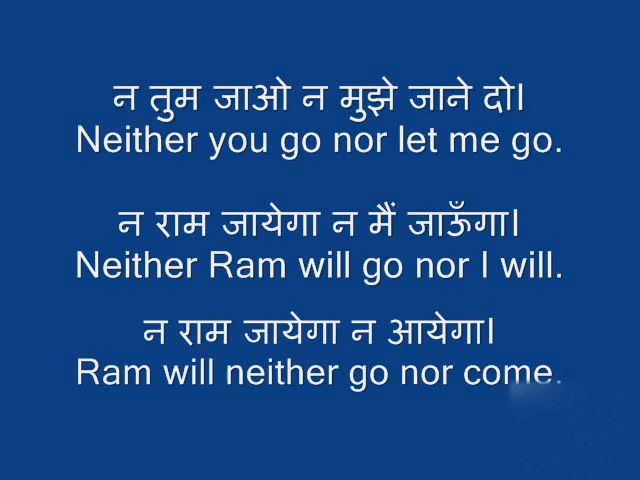 न तुम जाओ न मुझे जाने दो।
Neither you go nor let me go.
न राम जायेगा न मैं जाऊँगा।
Neither Ram will go nor I will.
न राम जायेगा न आयेगा।
Ram will neither go nor come.